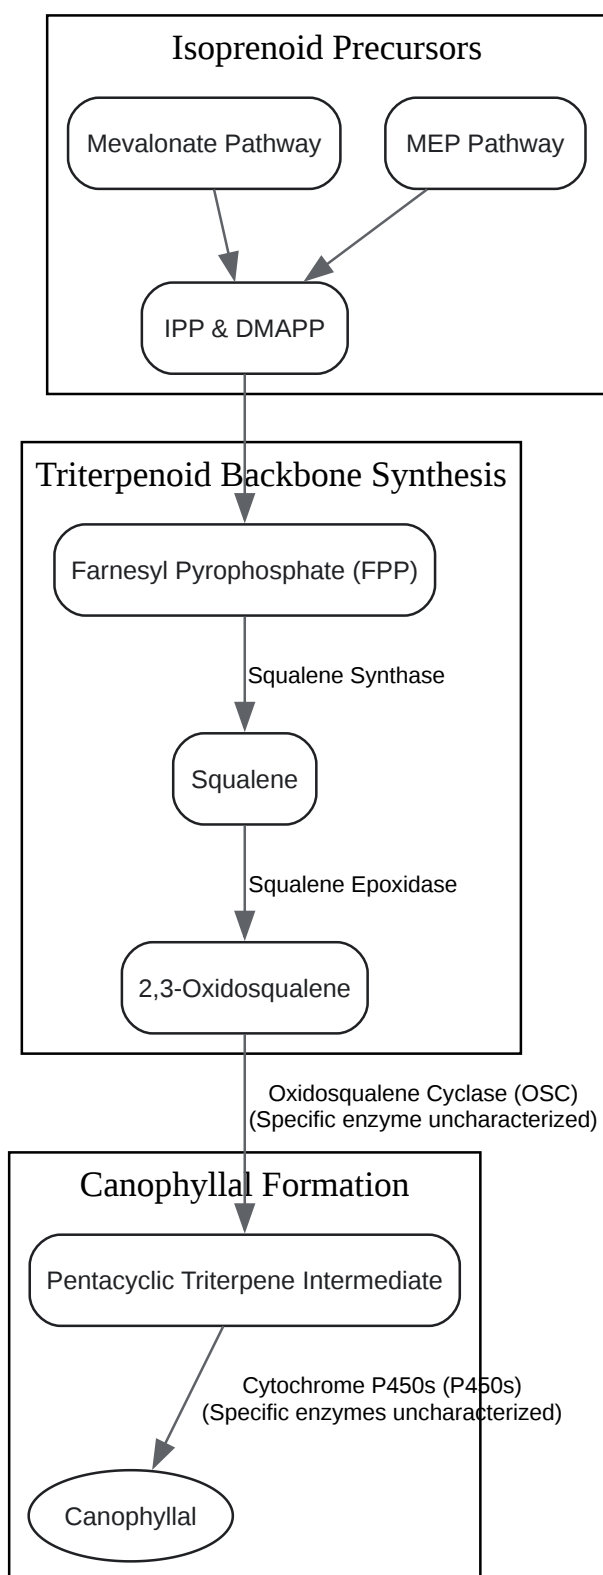 Isoprenoid Precursors
Mevalonate Pathway
MEP Pathway
IPP & DMAPP
Triterpenoid Backbone Synthesis
Farnesyl Pyrophosphate (FPP)
Squalene Synthase
Squalene
Squalene Epoxidase
2,3-Oxidosqualene
Oxidosqualene Cyclase (OSC)
(Specific enzyme uncharacterized)
Canophyllal Formation
Pentacyclic Triterpene Intermediate
Cytochrome P450s (P450s)
(Specific enzymes uncharacterized)
Canophyllal